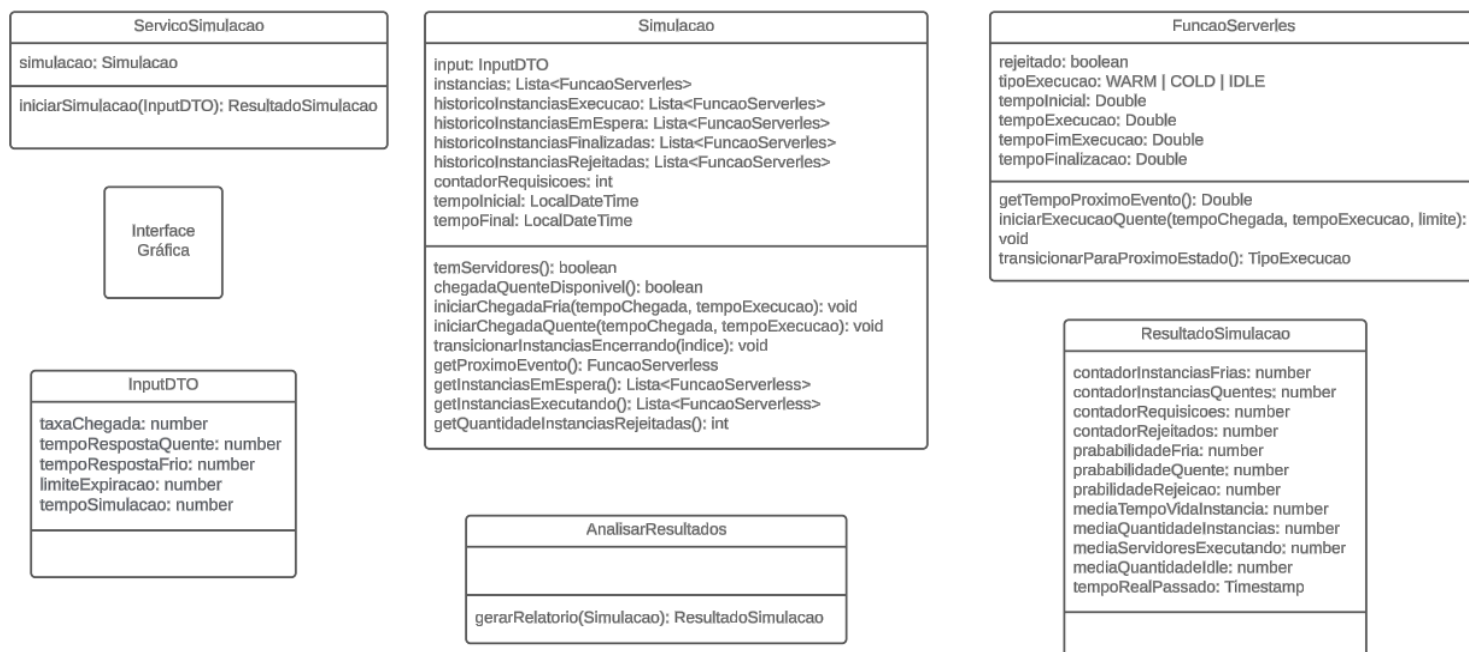 ServicoSimulacao
simulacao: Simulacao
iniciarSimulacao(InputDTO): ResultadoSimulacao
Interface
Gráfica
InputDTO
taxaChegada: number
tempoRespostaQuente: number
tempoRespostaFrio: number
limiteExpiracao: number
tempoSimulacao: number
Simulacao
input: InputDTO
instancias: Lista<FuncaoServerles>
historicoInstanciasExecucao: Lista<FuncaoServerles>
historicoInstanciasEmEspera: Lista<FuncaoServerles>
historicoInstanciasFinalizadas: Lista<FuncaoServerles>
historicoInstanciasRejeitadas: Lista<FuncaoServerles>
contadorRequisicoes: int
tempoInicial: LocalDateTime
tempoFinal: LocalDateTime
temServidores(): boolean
chegadaQuenteDisponivel(): boolean
iniciarChegadaFria(tempoChegada, tempoExecucao): void
iniciarChegadaQuente(tempoChegada, tempoExecucao): void
transicionarInstanciasEncerrando(indice): void
getProximoEvento(): FuncaoServerless
getInstanciasEmEspera(): Lista<FuncaoServerless>
getInstanciasExecutando(): Lista<FuncaoServerless>
getQuantidadeInstanciasRejeitadas(): int
AnalisarResultados
gerarRelatorio(Simulacao): ResultadoSimulacao
FuncaoServerles
rejeitado: boolean
tipoExecucao: WARM | COLD | IDLE
tempoInicial: Double
tempoExecucao: Double
tempoFimExecucao: Double
tempoFinalizacao: Double
getTempoProximoEvento(): Double
iniciarExecucaoQuente(tempoChegada, tempoExecucao, limite):
void
transicionarParaProximoEstado(): TipoExecucao
ResultadoSimulacao
contadorInstanciasFrias: number
contadorInstanciasQuentes: number
contadorRequisicoes: number
contadorRejeitados: number
prababilidadeFria: number
prababilidadeQuente: number
prabilidadeRejeicao: number
mediaTempoVidaInstancia: number
mediaQuantidadeInstancias: number
mediaServidoresExecutando: number
mediaQuantidadeIdle: number
tempoRealPassado: Timestamp